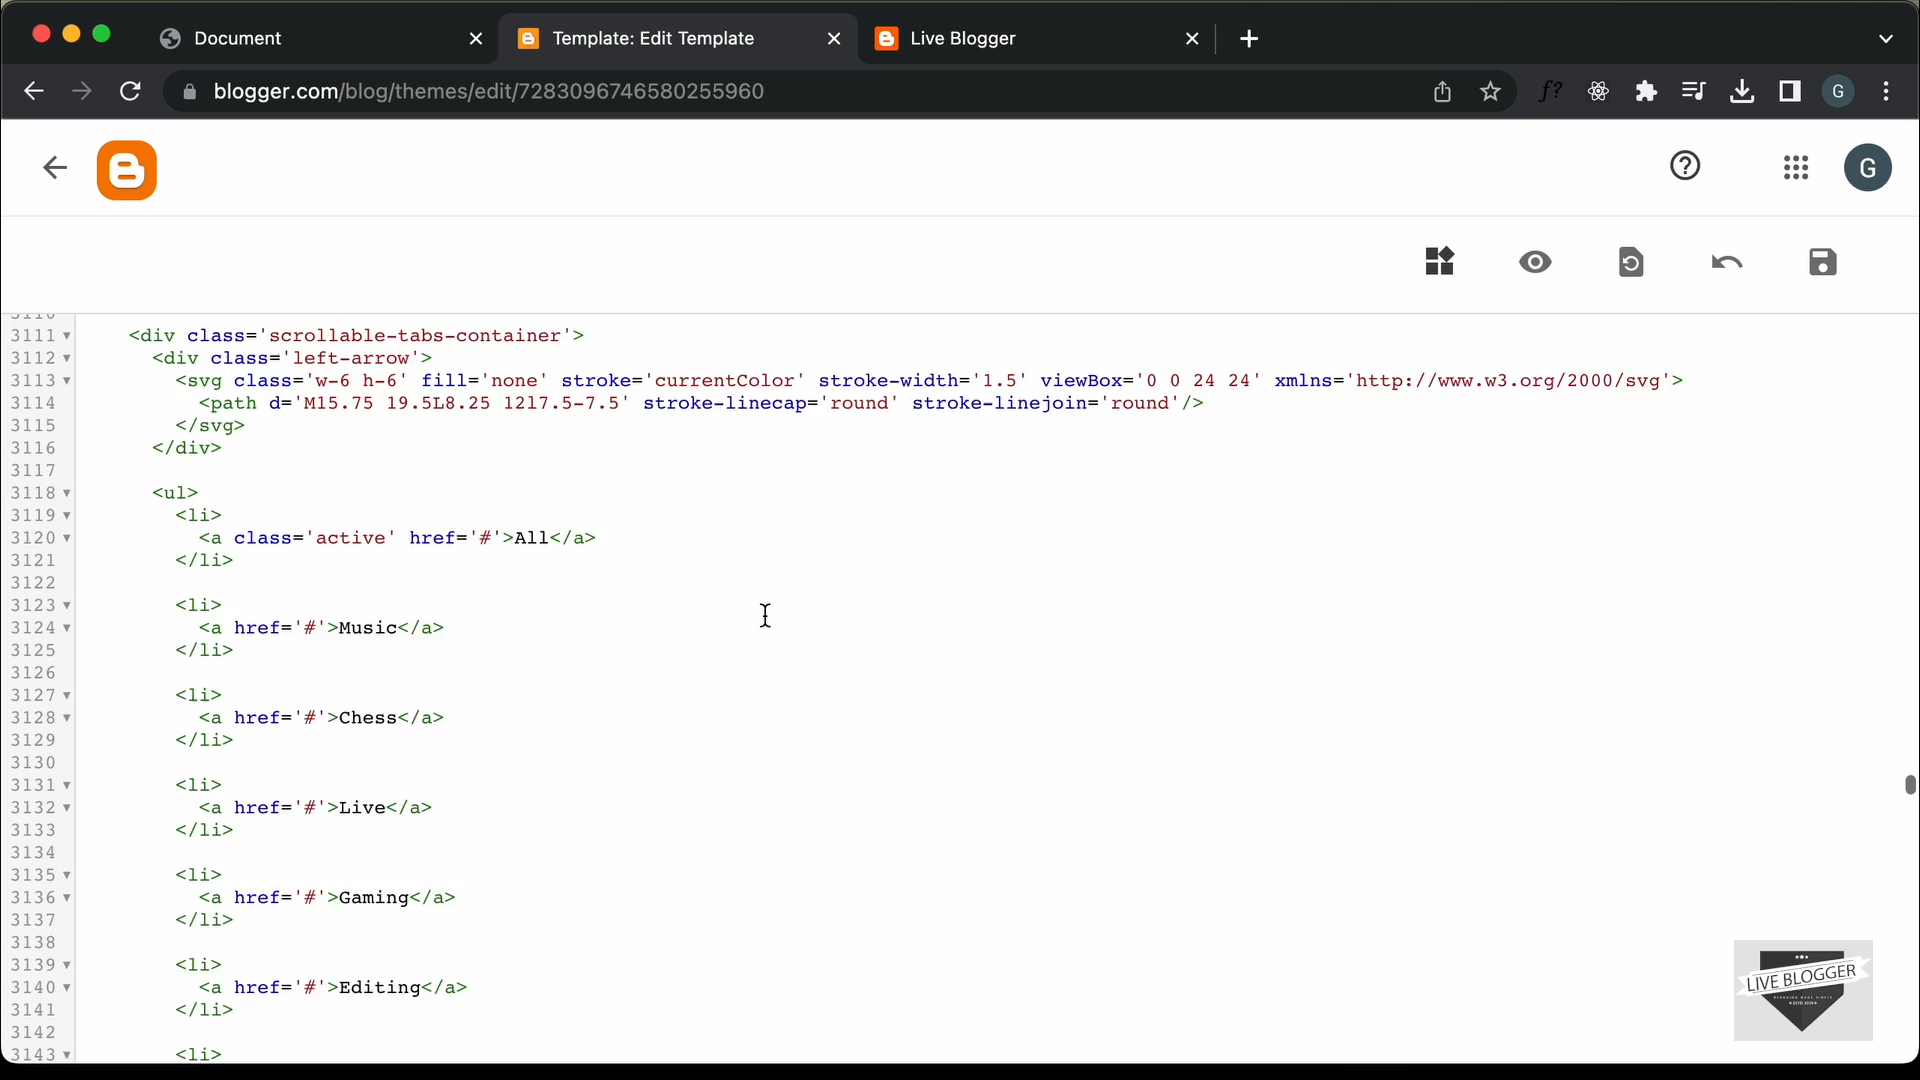 Document
Template: Edit Template
Live Blogger
blogger.com/blog/themes/edit/7283096746580255960
f?
G
G
3110
3111 <div class='scrollable-tabs-container'>
3112 <div class='left-arrow'>
3113 <svg class='w-6 h-6' fill='none' stroke='currentColor' stroke-width='1.5' viewBox='0 0 24 24' xmlns='http://www.w3.org/2000/svg'>
3114 <path d='M15.75 19.5L8.25 12l7.5-7.5' stroke-linecap='round' stroke-linejoin='round'/>
3115 </svg>
3116 </div>
3117
3118 <ul>
3119 <li>
3120 <a class='active' href='#'>All</a>
3121 </li>
3122
3123 <li>
3124 <a href='#'>Music</a>
3125 </li>
3126
3127 <li>
3128 <a href='#'>Chess</a>
3129 </li>
3130
3131 <li>
3132 <a href='#'>Live</a>
3133 </li>
3134
3135 <li>
3136 <a href='#'>Gaming</a>
3137 </li>
3138
3139 <li>
3140 <a href='#'>Editing</a>
3141 </li>
3142
3143 <li>
LIVE BLOGGER